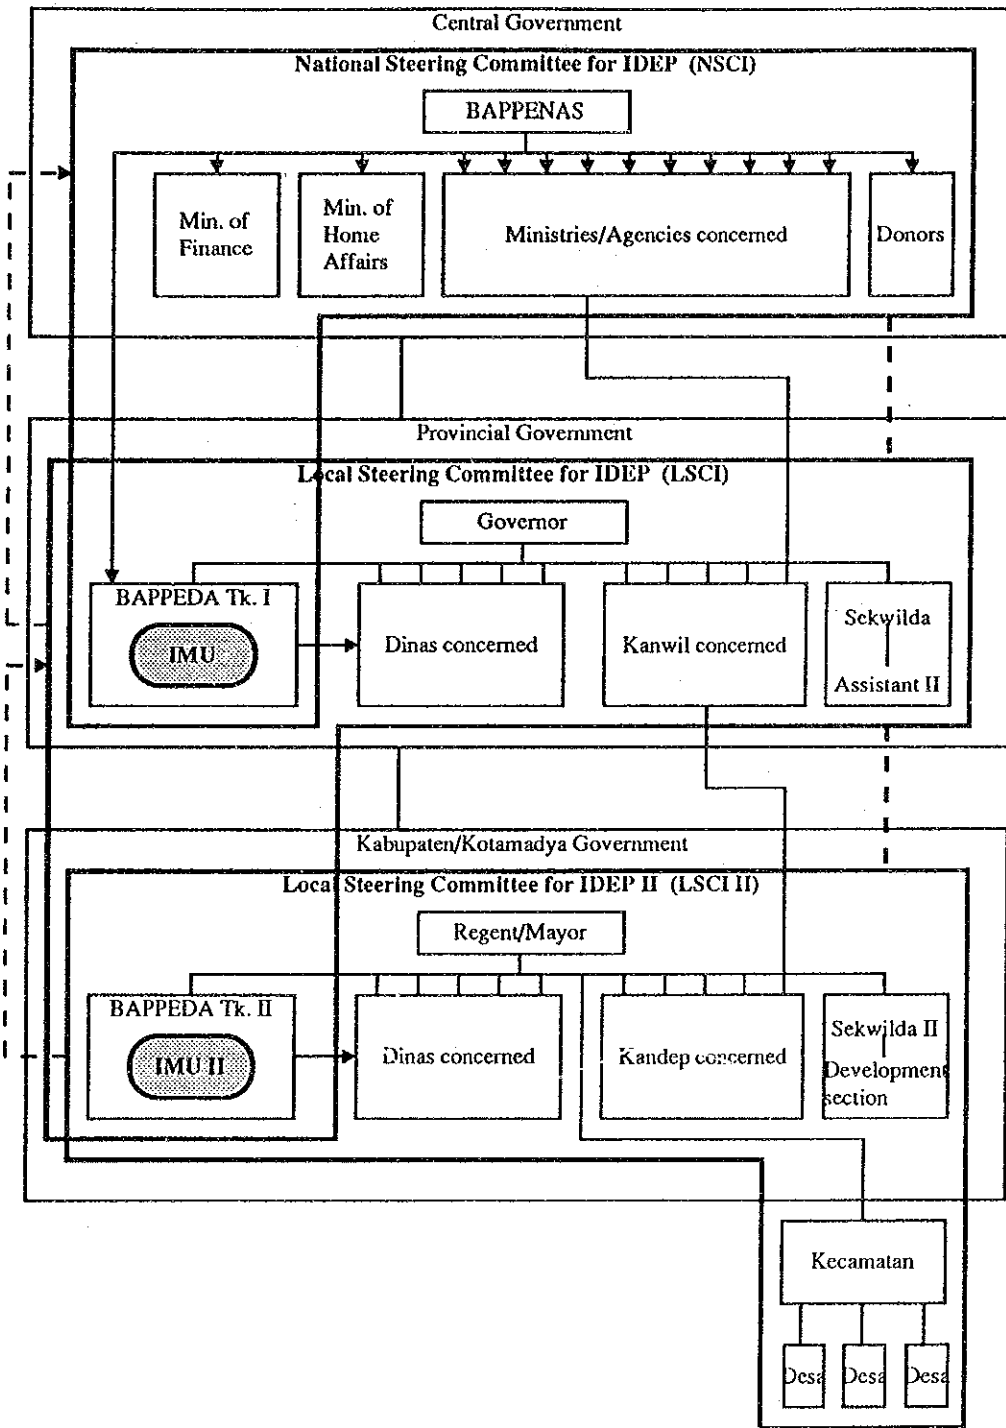 Central Government
National Steering Committee for IDEP (NSCI)
BAPPENAS
Min. of
Finance
Min. of
Home
Affairs
Ministries/Agencies concerned
Donors
Provincial Government
Local Steering Committee for IDEP (LSCI)
Governor
BAPPEDA Tk. I
IMU
Dinas concerned
Kanwil concerned
Sekwilda
Assistant II
Kabupaten/Kotamadya Government
Local Steering Committee for IDEP II (LSCI II)
Regent/Mayor
BAPPEDA Tk. II
IMU II
Dinas concerned
Kandep concerned
Sekwilda II
Development
section
Kecamatan
Desa
Desa
Desa